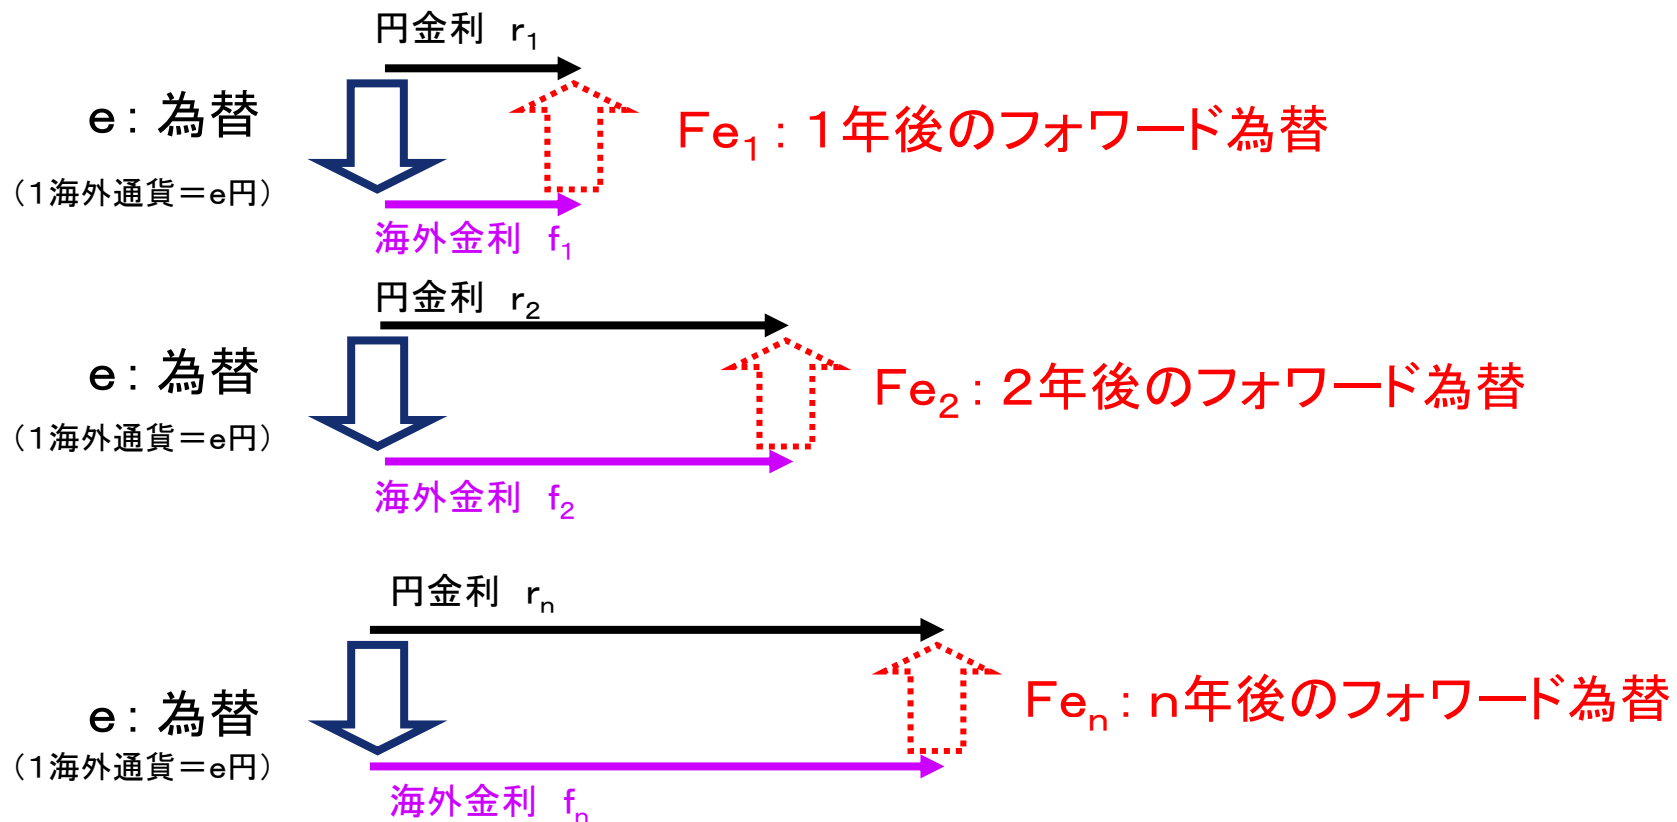 円金利 r₁
e：為替
Fe₁：１年後のフォワード為替
（１海外通貨＝e円）
海外金利 f₁
円金利 r₂
e：為替
Fe₂：２年後のフォワード為替
（１海外通貨＝e円）
海外金利 f₂
円金利 rₙ
e：為替
Feₙ：n年後のフォワード為替
（１海外通貨＝e円）
海外金利 fₙ